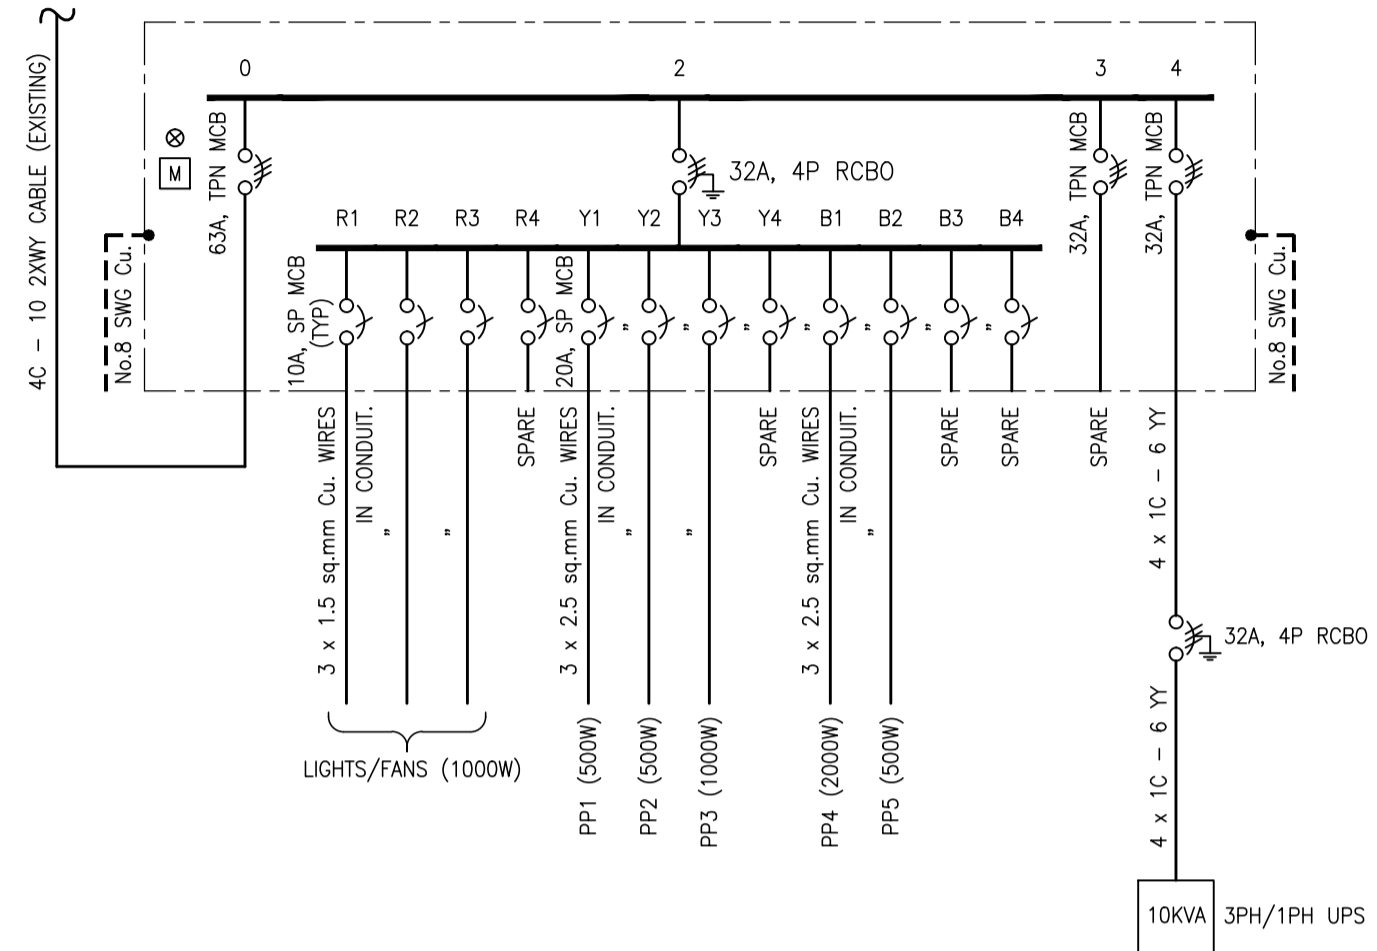 0
2
3
4
4C - 10 2XWY CABLE (EXISTING)
63A, TPN MCB
M
32A, 4P RCBO
32A, TPN MCB
32A, TPN MCB
No.8 SWG Cu.
No.8 SWG Cu.
R1
R2
R3
R4
Y1
Y2
Y3
Y4
B1
B2
B3
B4
10A, SP MCB
(TYP)
20A, SP MCB
"
"
"
"
"
"
"
3 x 1.5 sq.mm Cu. WIRES
IN CONDUIT.
"
"
SPARE
3 x 2.5 sq.mm Cu. WIRES
IN CONDUIT.
"
"
SPARE
3 x 2.5 sq.mm Cu. WIRES
IN CONDUIT.
"
SPARE
SPARE
SPARE
4 x 1C - 6 YY
32A, 4P RCBO
4 x 1C - 6 YY
LIGHTS/FANS (1000W)
PP1 (500W)
PP2 (500W)
PP3 (1000W)
PP4 (2000W)
PP5 (500W)
10KVA
3PH/1PH UPS